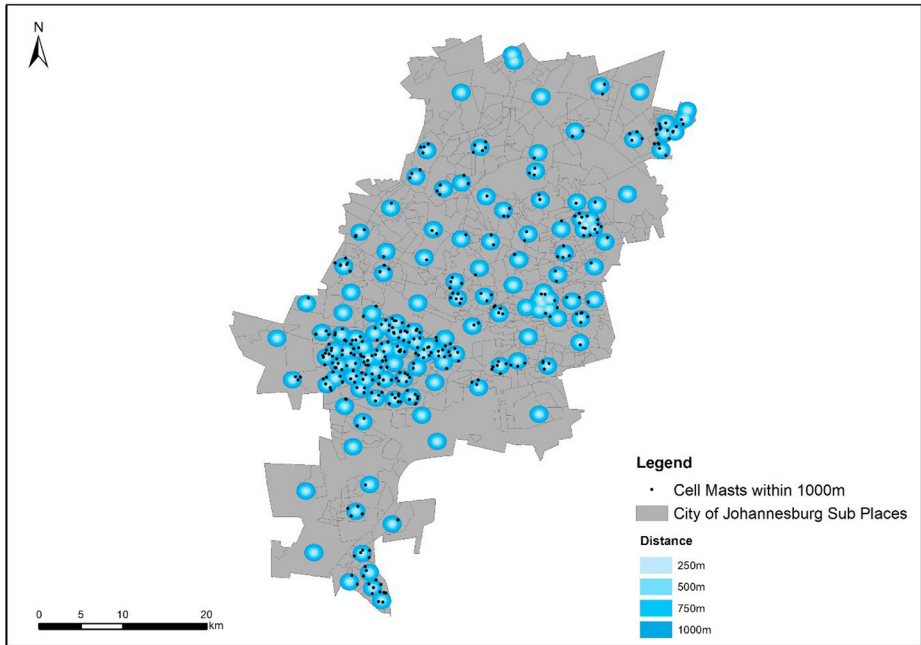 N
Legend
Cell Masts within 1000m
City of Johannesburg Sub Places
Distance
250m
500m
750m
1000m
0 5 10 20
km